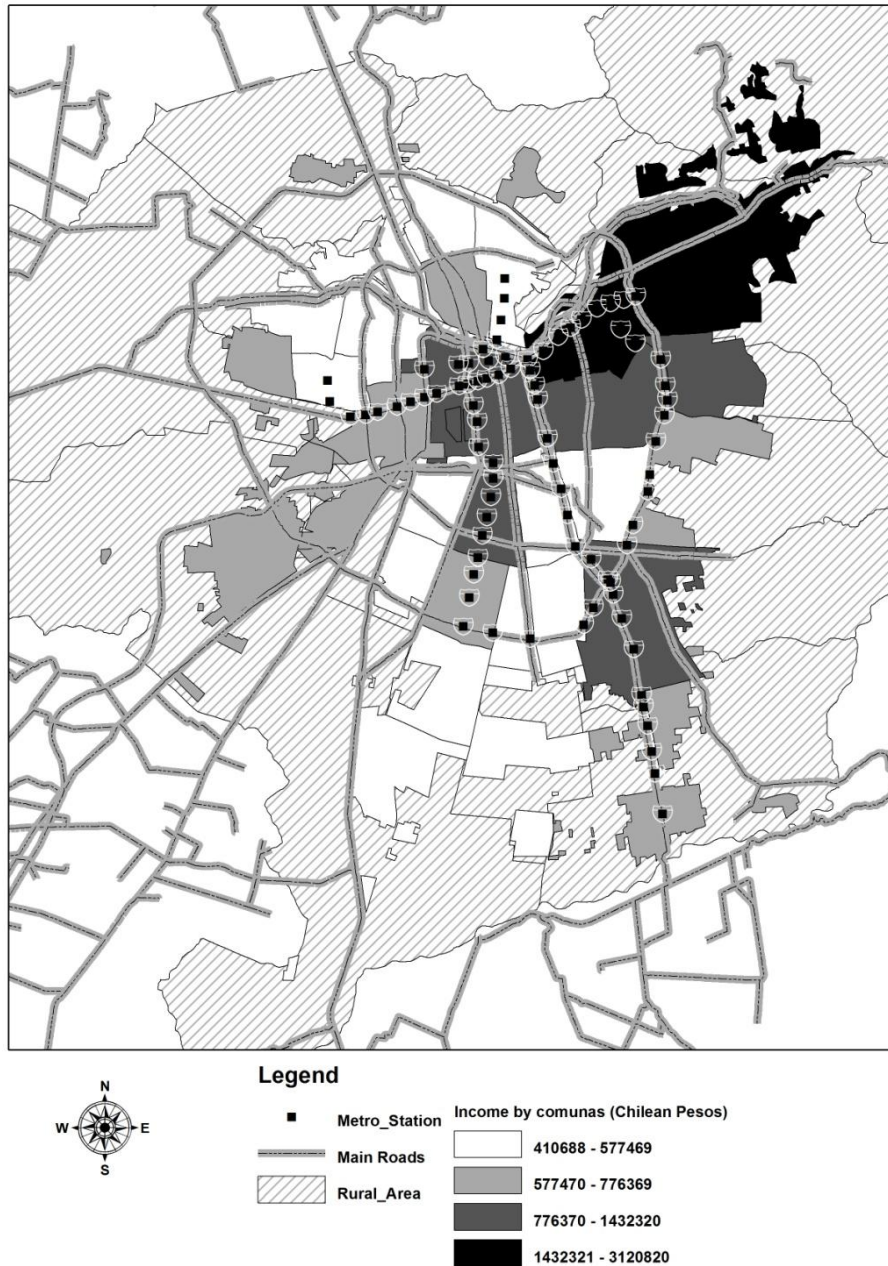 N
W E
S
Legend
Metro_Station
Main Roads
Rural_Area
Income by comunas (Chilean Pesos)
410688 - 577469
577470 - 776369
776370 - 1432320
1432321 - 3120820